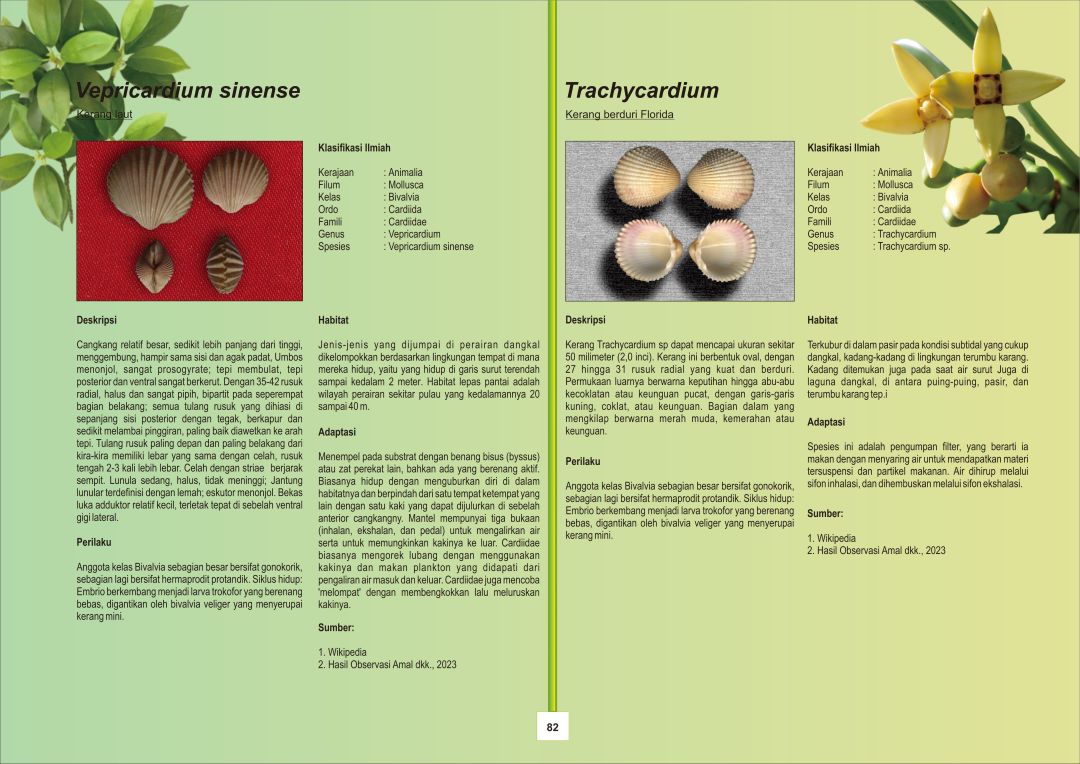 Vepricardium sinense
Kerang laut
Klasifikasi Ilmiah
Kerajaan : Animalia
Filum : Mollusca
Kelas : Bivalvia
Ordo : Cardiida
Famili : Cardiidae
Genus : Vepricardium
Spesies : Vepricardium sinense
Deskripsi
Cangkang relatif besar, sedikit lebih panjang dari tinggi,
menggembung, hampir sama sisi dan agak padat, Umbos
menonjol, sangat prosogyrate; tepi membulat, tepi
posterior dan ventral sangat berkerut. Dengan 35-42 rusuk
radial, halus dan sangat pipih, bipartit pada seperempat
bagian belakang; semua tulang rusuk yang dihiasi di
sepanjang sisi posterior dengan tegak, berkapur dan
sedikit melambai pinggiran, paling baik diawetkan ke arah
tepi. Tulang rusuk paling depan dan paling belakang dari
kira-kira memiliki lebar yang sama dengan celah, rusuk
tengah 2-3 kali lebih lebar. Celah dengan striae berjarak
sempit. Lunula sedang, halus, tidak meninggi; Jantung
lunular terdefinisi dengan lemah; eskutor menonjol. Bekas
luka adduktor relatif kecil, terletak tepat di sebelah ventral
gigi lateral.
Perilaku
Anggota kelas Bivalvia sebagian besar bersifat gonokorik,
sebagian lagi bersifat hermaprodit protandik. Siklus hidup:
Embrio berkembang menjadi larva trokofor yang berenang
bebas, digantikan oleh bivalvia veliger yang menyerupai
kerang mini.
Habitat
Jenis-jenis yang dijumpai di perairan dangkal
dikelompokkan berdasarkan lingkungan tempat di mana
mereka hidup, yaitu yang hidup di garis surut terendah
sampai kedalam 2 meter. Habitat lepas pantai adalah
wilayah perairan sekitar pulau yang kedalamannya 20
sampai 40 m.
Adaptasi
Menempel pada substrat dengan benang bisus (byssus)
atau zat perekat lain, bahkan ada yang berenang aktif.
Biasanya hidup dengan menguburkan diri di dalam
habitatnya dan berpindah dari satu tempat ketempat yang
lain dengan satu kaki yang dapat dijulurkan di sebelah
anterior cangkangny. Mantel mempunyai tiga bukaan
(inhalan, ekshalan, dan pedal) untuk mengalirkan air
serta untuk memungkinkan kakinya ke luar. Cardiidae
biasanya mengorek lubang dengan menggunakan
kakinya dan makan plankton yang didapati dari
pengaliran air masuk dan keluar. Cardiidae juga mencoba
'melompat' dengan membengkokkan lalu meluruskan
kakinya.
Sumber:
1. Wikipedia
2. Hasil Observasi Amal dkk., 2023
Trachycardium
Kerang berduri Florida
Klasifikasi Ilmiah
Kerajaan : Animalia
Filum : Mollusca
Kelas : Bivalvia
Ordo : Cardiida
Famili : Cardiidae
Genus : Trachycardium
Spesies : Trachycardium sp.
Deskripsi
Kerang Trachycardium sp dapat mencapai ukuran sekitar
50 milimeter (2,0 inci). Kerang ini berbentuk oval, dengan
27 hingga 31 rusuk radial yang kuat dan berduri.
Permukaan luarnya berwarna keputihan hingga abu-abu
kecoklatan atau keunguan pucat, dengan garis-garis
kuning, coklat, atau keunguan. Bagian dalam yang
mengkilap berwarna merah muda, kemerahan atau
keunguan.
Perilaku
Anggota kelas Bivalvia sebagian besar bersifat gonokorik,
sebagian lagi bersifat hermaprodit protandik. Siklus hidup:
Embrio berkembang menjadi larva trokofor yang berenang
bebas, digantikan oleh bivalvia veliger yang menyerupai
kerang mini.
Habitat
Terkubur di dalam pasir pada kondisi subtidal yang cukup
dangkal, kadang-kadang di lingkungan terumbu karang.
Kadang ditemukan juga pada saat air surut Juga di
laguna dangkal, di antara puing-puing, pasir, dan
terumbu karang tep.i
Adaptasi
Spesies ini adalah pengumpan filter, yang berarti ia
makan dengan menyaring air untuk mendapatkan materi
tersuspensi dan partikel makanan. Air dihirup melalui
sifon inhalasi, dan dihembuskan melalui sifon ekshalasi.
Sumber:
1. Wikipedia
2. Hasil Observasi Amal dkk., 2023
82